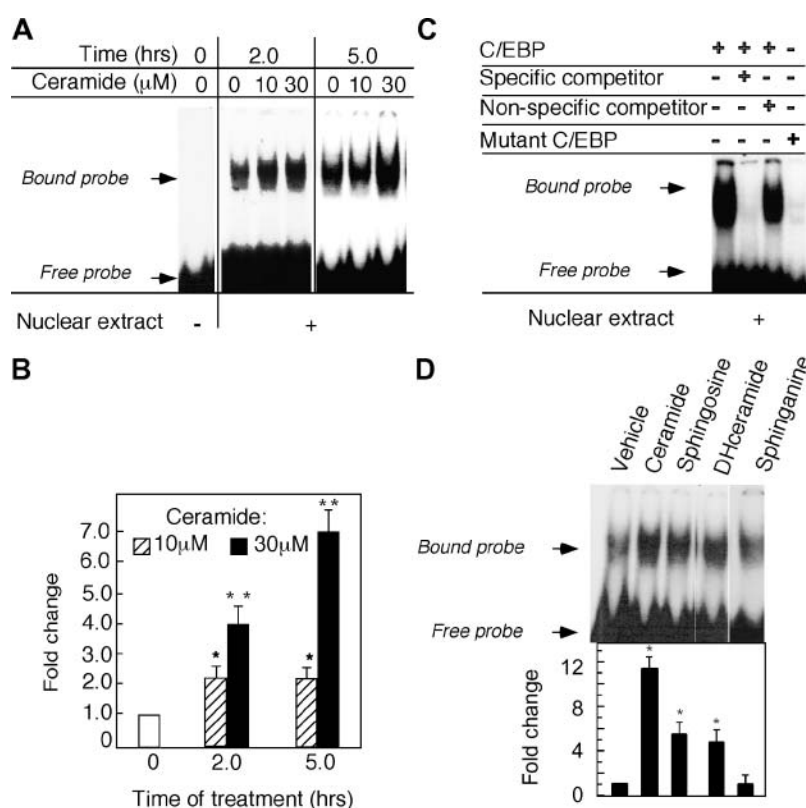 A
Time (hrs) 0 2.0 5.0
Ceramide (μM) 0 0 10 30 0 10 30
Bound probe
Free probe
Nuclear extract - +
B
Ceramide:
10μM 30μM
Fold change
7.0
6.0
5.0
4.0
3.0
2.0
1.0
0
* * * * * *
0 2.0 5.0
Time of treatment (hrs)
C
C/EBP + + + -
Specific competitor - + - -
Non-specific competitor - - + -
Mutant C/EBP - - - +
Bound probe
Free probe
Nuclear extract +
D
Vehicle Ceramide Sphingosine DHceramide Sphinganine
Bound probe
Free probe
Fold change
12
8
4
0
* * *